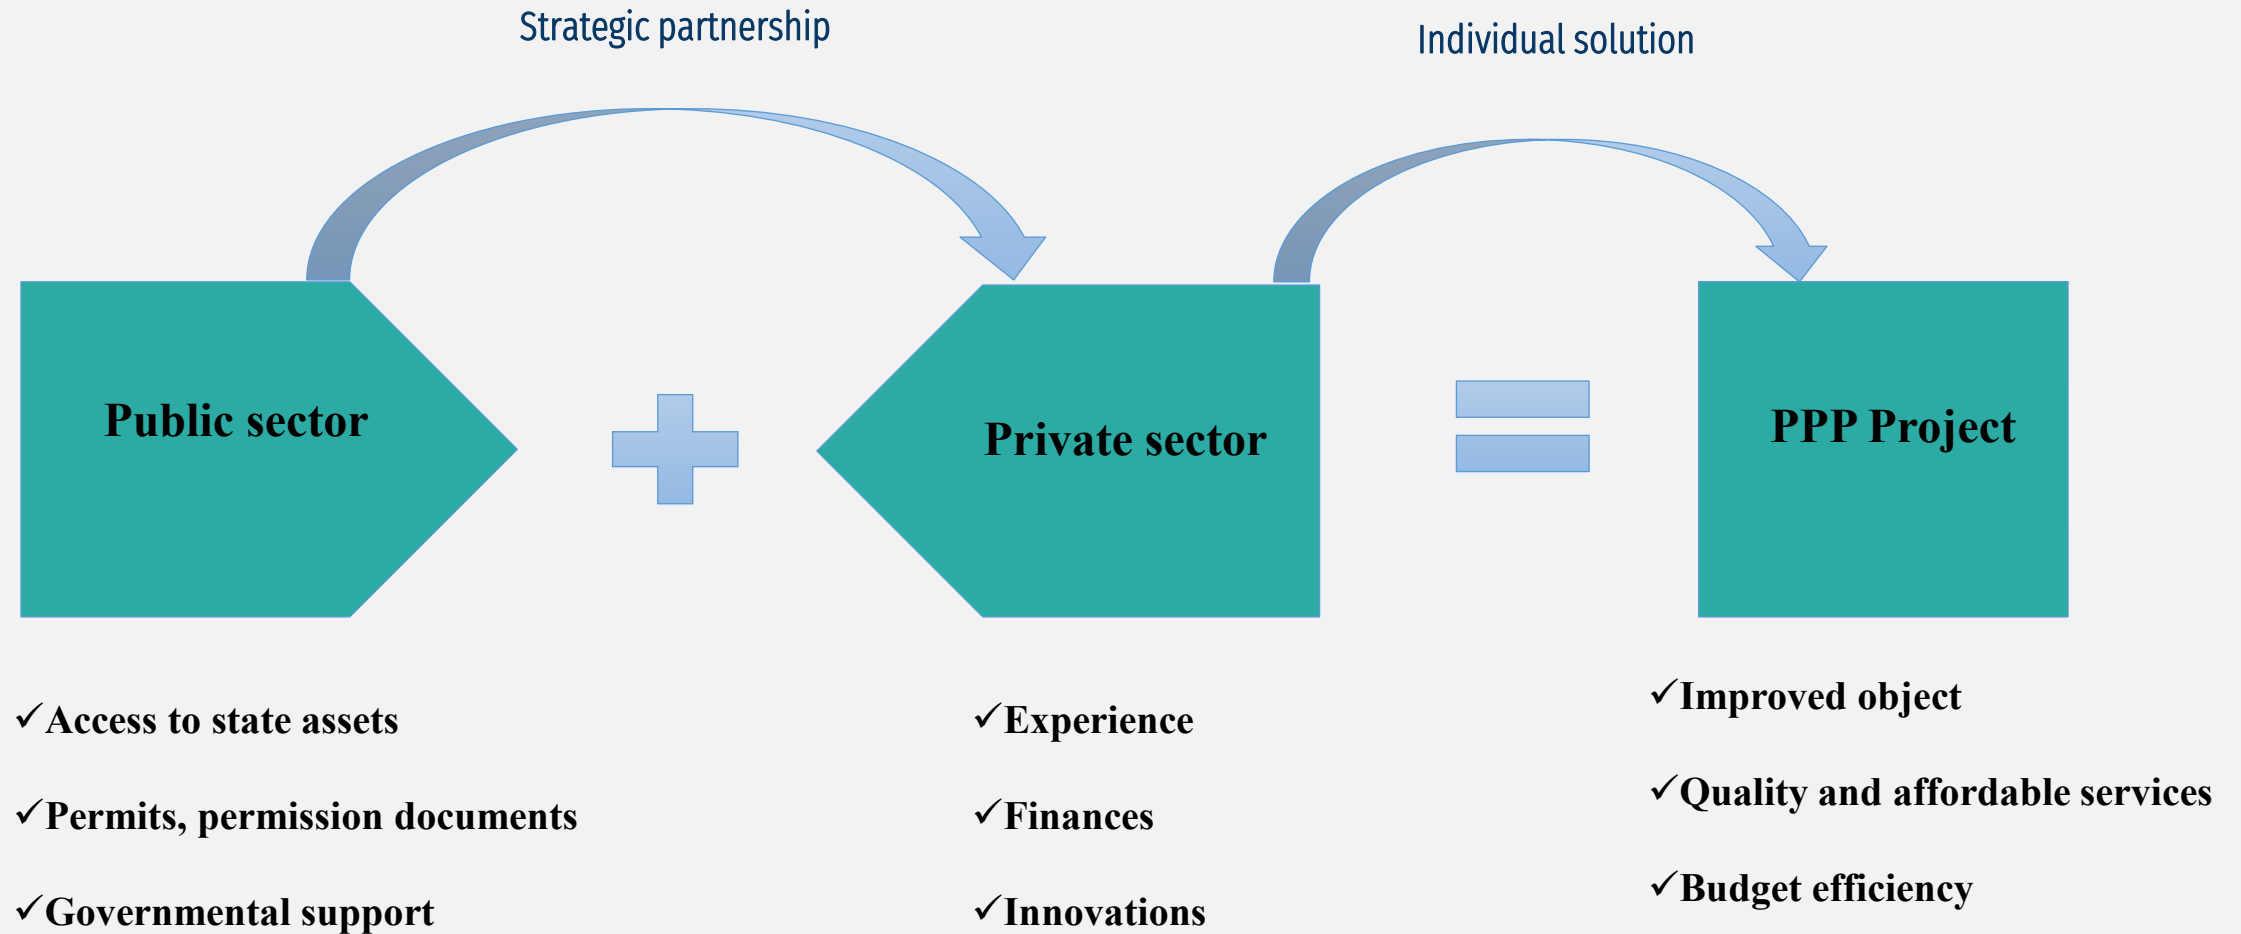 Strategic partnership
Individual solution
Public sector
Private sector
PPP Project
✓Access to state assets
✓Permits, permission documents
✓Governmental support
✓Experience
✓Finances
✓Innovations
✓Improved object
✓Quality and affordable services
✓Budget efficiency